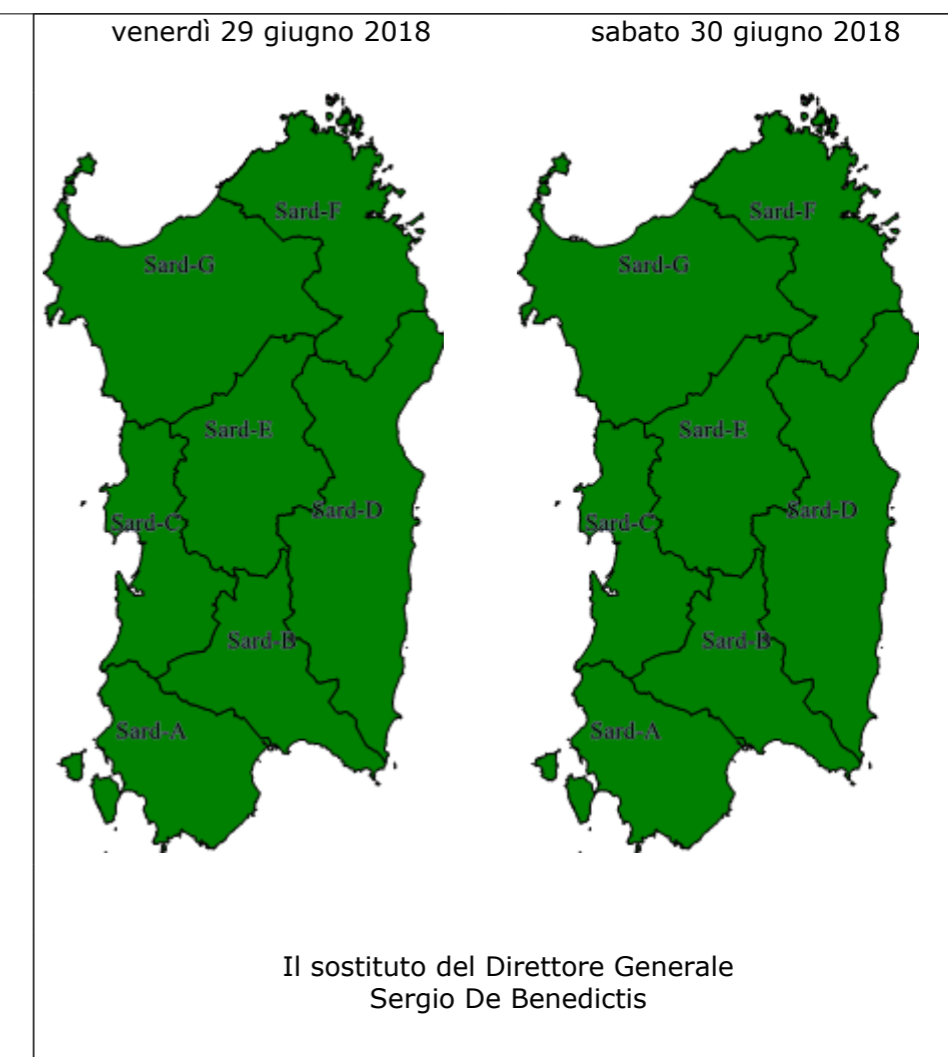 venerdì 29 giugno 2018
sabato 30 giugno 2018
Sard-F
Sard-G
Sard-E
Sard-D
Sard-C
Sard-B
Sard-A
Sard-F
Sard-G
Sard-E
Sard-D
Sard-C
Sard-B
Sard-A
Il sostituto del Direttore Generale
Sergio De Benedictis